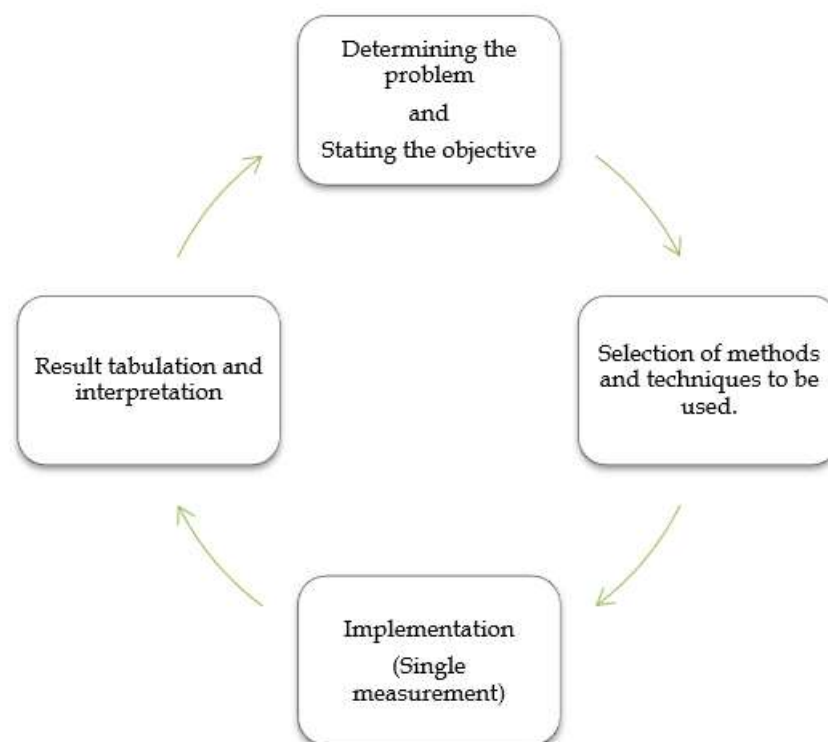 Determining the
problem
and
Stating the objective
Selection of methods
and techniques to be
used.
Implementation
(Single
measurement)
Result tabulation and
interpretation